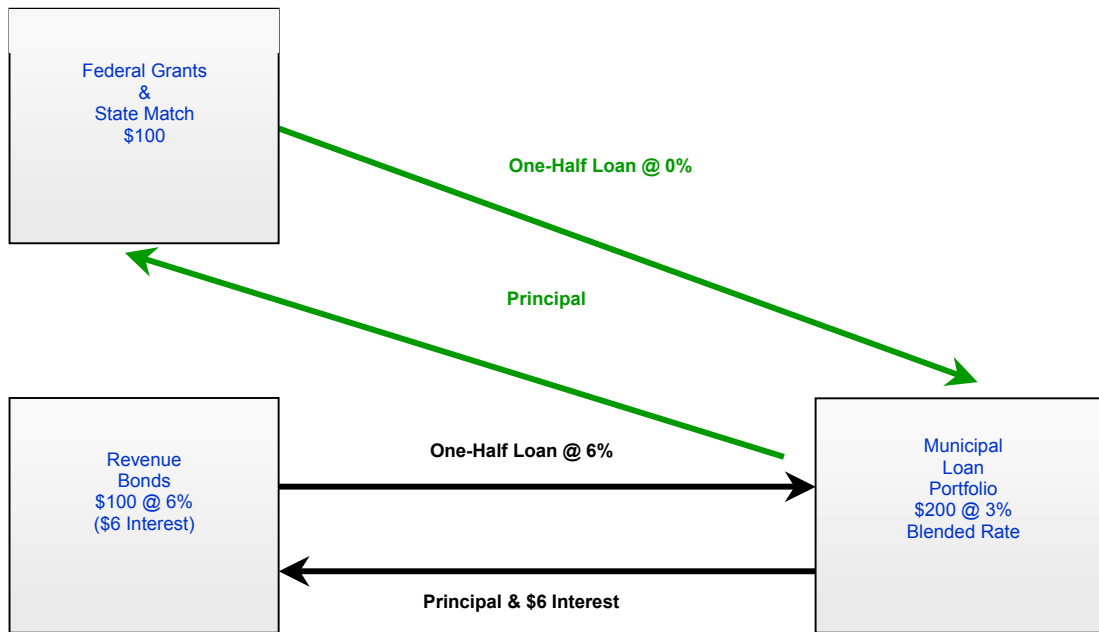 Federal Grants
&
State Match
$100
One-Half Loan @ 0%
Principal
Revenue
Bonds
$100 @ 6%
($6 Interest)
One-Half Loan @ 6%
Principal & $6 Interest
Municipal
Loan
Portfolio
$200 @ 3%
Blended Rate